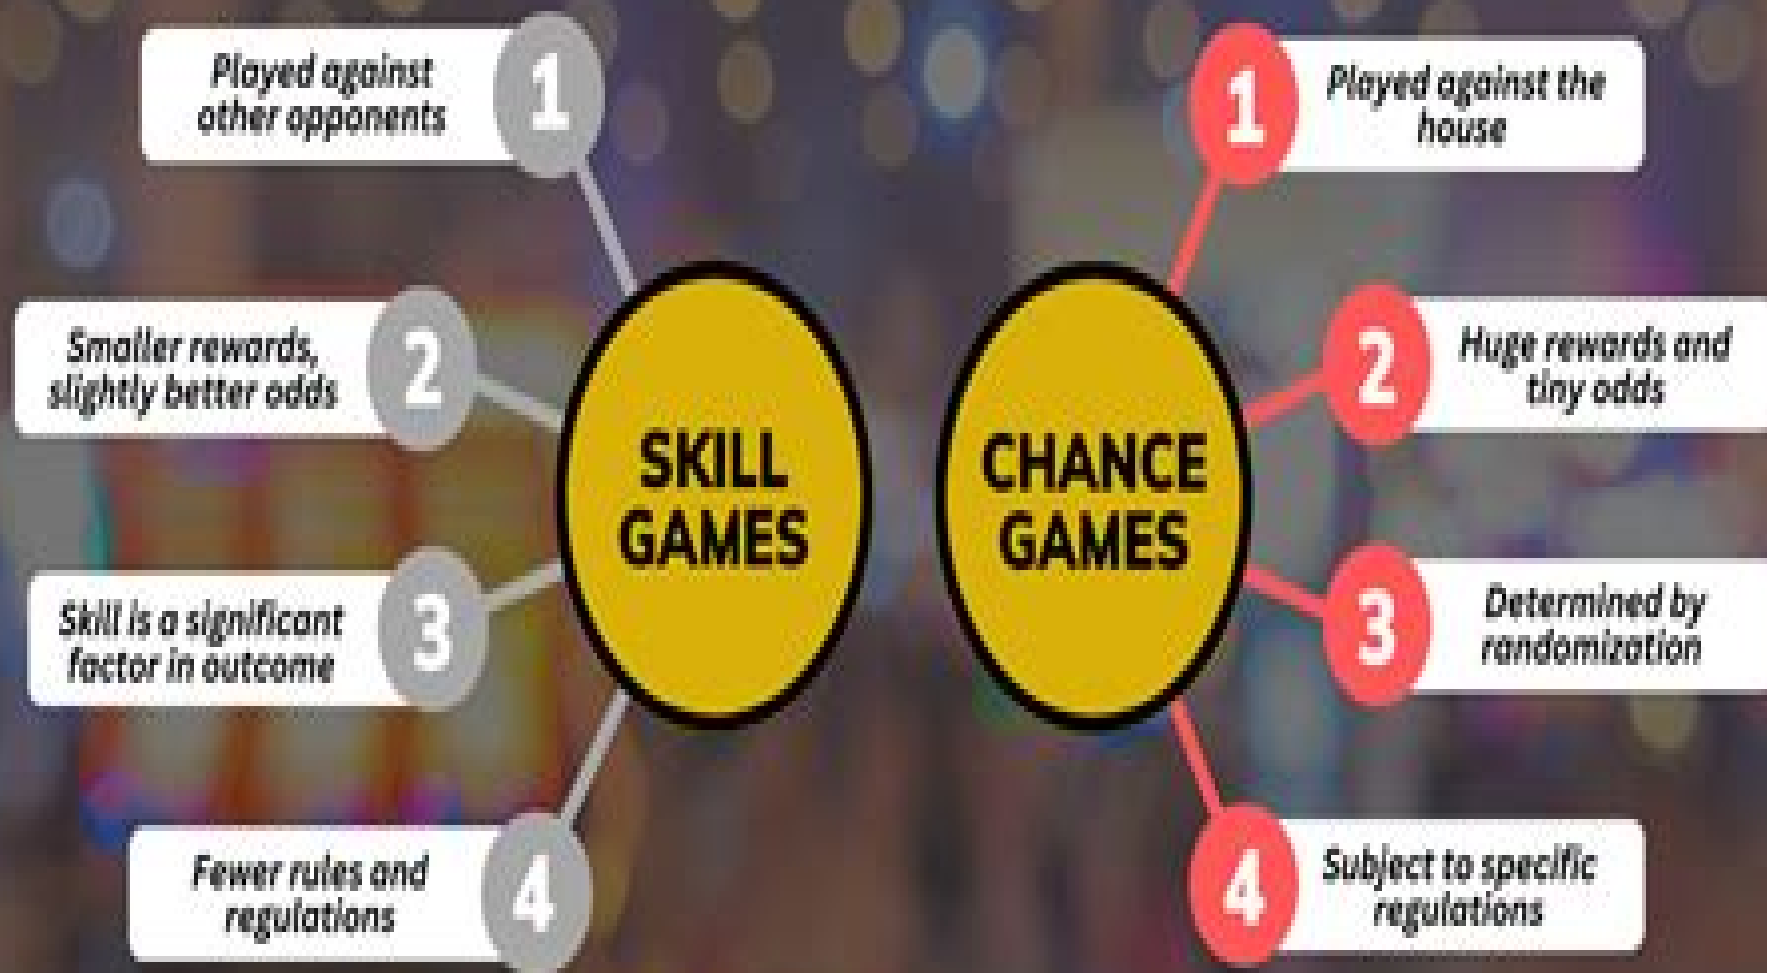 1
Played against
other opponents
2
Smaller rewards,
slightly better odds
SKILL
GAMES
3
Skill is a significant
factor in outcome
4
Fewer rules and
regulations
1
Played against the
house
2
Huge rewards and
tiny odds
CHANCE
GAMES
3
Determined by
randomization
4
Subject to specific
regulations